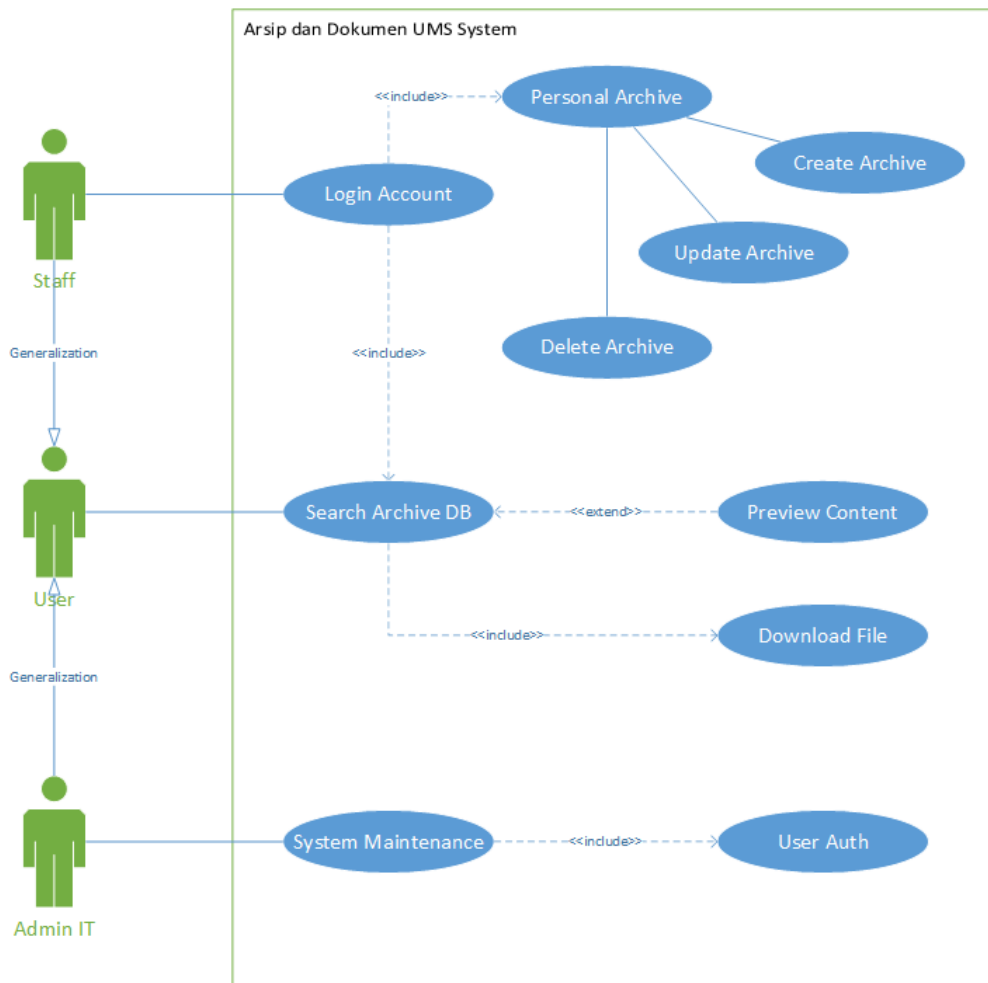 Arsip dan Dokumen UMS System
<<include>>
Personal Archive
Create Archive
Login Account
Update Archive
Staff
Generalization
<<include>>
Delete Archive
Search Archive DB
<<extend>>
Preview Content
User
<<include>>
Download File
Generalization
System Maintenance
<<include>>
User Auth
Admin IT